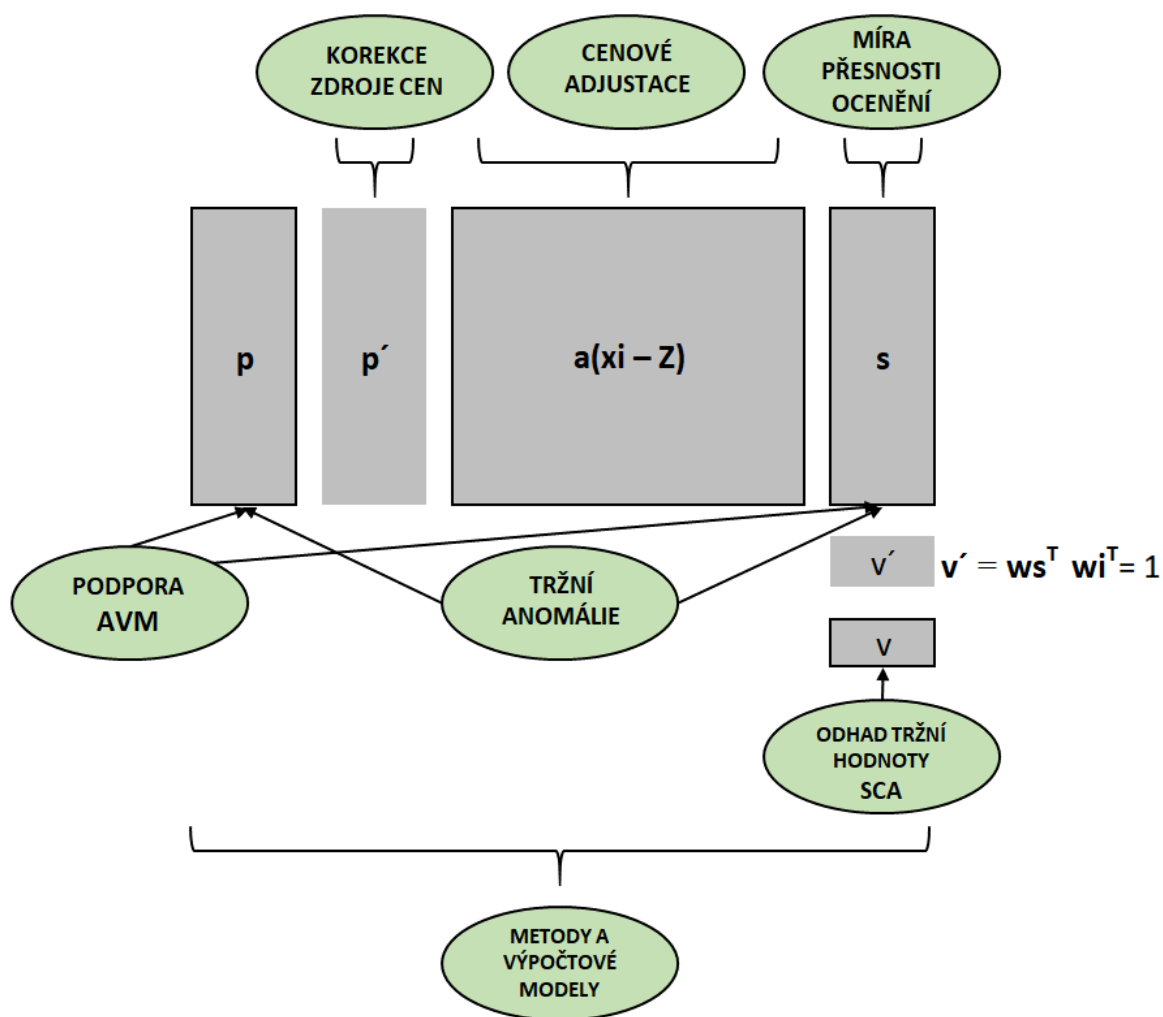 KOREKCE
ZDROJE CEN
CENOVÉ
ADJUSTACE
MÍRA
PŘESNOSTI
OCENĚNÍ
p
p´
a(xi – Z)
s
PODPORA
AVM
TRŽNÍ
ANOMÁLIE
v´
v´ = wsᵀ wiᵀ= 1
v
ODHAD TRŽNÍ
HODNOTY
SCA
METODY A
VÝPOČTOVÉ
MODELY